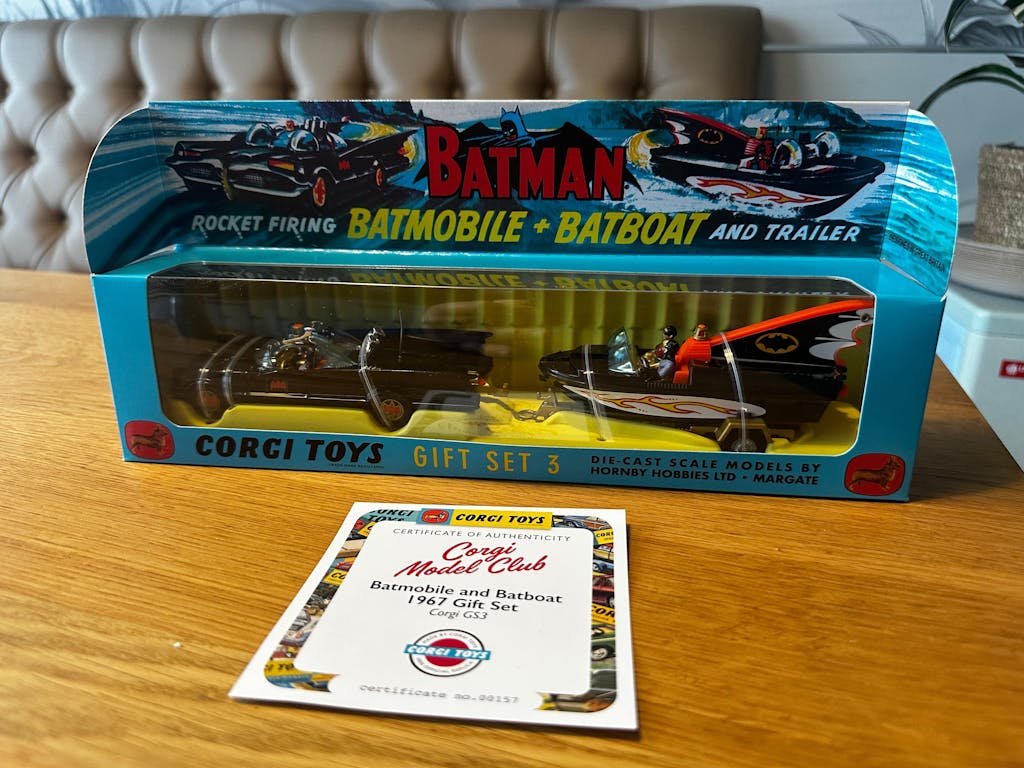 BATMAN
ROCKET FIRING BATMOBILE + BATBOAT AND TRAILER
BATMOBILE + BATBOAT
CORGI TOYS
GIFT SET 3
DIE-CAST SCALE MODELS BY
HORNBY HOBBIES LTD · MARGATE
CORGI TOYS
CERTIFICATE OF AUTHENTICITY
Corgi
Model Club
Batmobile and Batboat
1967 Gift Set
Corgi GS3
CORGI TOYS
certificate no.00157